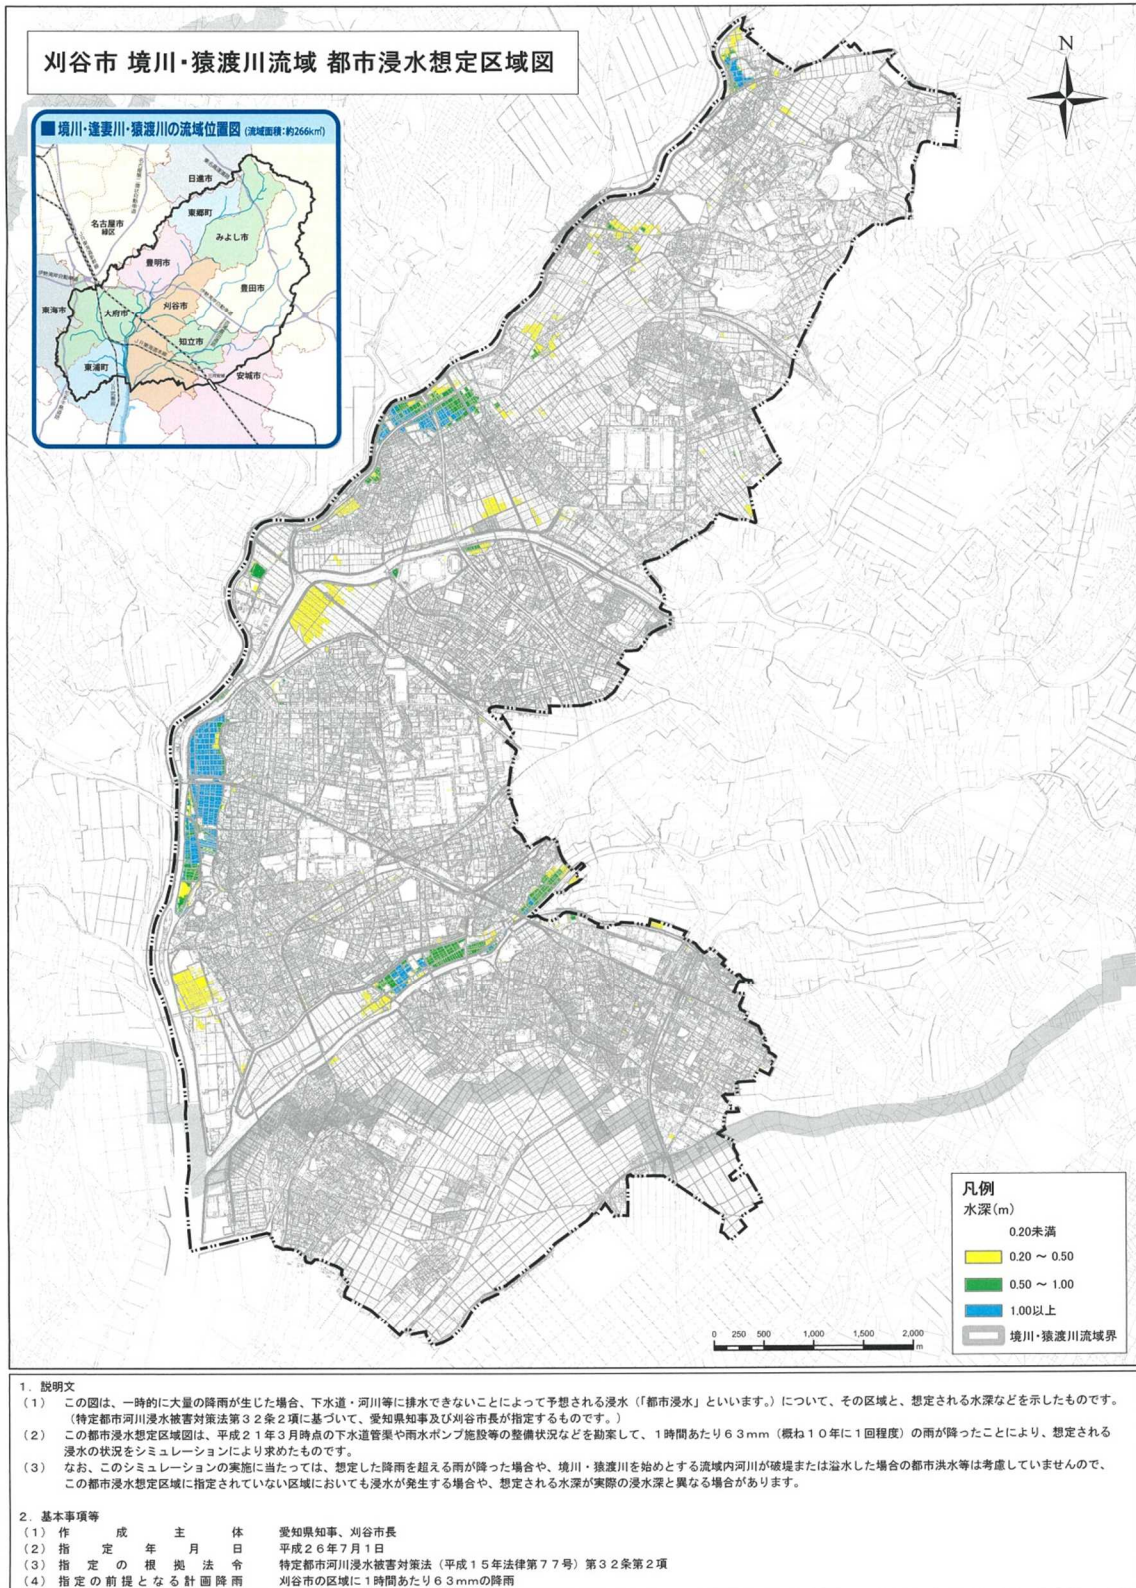 刈谷市 境川・猿渡川流域 都市浸水想定区域図
N
■境川・逢妻川・猿渡川の流域位置図 (流域面積:約266km²)
日進市
東郷町
名古屋市
緑区
みよし市
豊明市
豊田市
東海市
大府市
刈谷市
知立市
東浦町
安城市
凡例
水深(m)
0.20未満
0.20 ～ 0.50
0.50 ～ 1.00
1.00以上
境川・猿渡川流域界
0 250 500 1,000 1,500 2,000
m
1．説明文
（1） この図は、一時的に大量の降雨が生じた場合、下水道・河川等に排水できないことによって予想される浸水（「都市浸水」といいます。）について、その区域と、想定される水深などを示したものです。
（特定都市河川浸水被害対策法第３２条２項に基づいて、愛知県知事及び刈谷市長が指定するものです。）
（2） この都市浸水想定区域図は、平成２１年３月時点の下水道管渠や雨水ポンプ施設等の整備状況などを勘案して、１時間あたり６３mm（概ね１０年に１回程度）の雨が降ったことにより、想定される
浸水の状況をシミュレーションにより求めたものです。
（3） なお、このシミュレーションの実施に当たっては、想定した降雨を超える雨が降った場合や、境川・猿渡川を始めとする流域内河川が破堤または溢水した場合の都市洪水等は考慮していませんので、
この都市浸水想定区域に指定されていない区域においても浸水が発生する場合や、想定される水深が実際の浸水深と異なる場合があります。
2．基本事項等
（1） 作成主体 愛知県知事、刈谷市長
（2） 指定年月日 平成２６年７月１日
（3） 指定の根拠法令 特定都市河川浸水被害対策法（平成１５年法律第７７号）第３２条第２項
（4） 指定の前提となる計画降雨 刈谷市の区域に１時間あたり６３mmの降雨